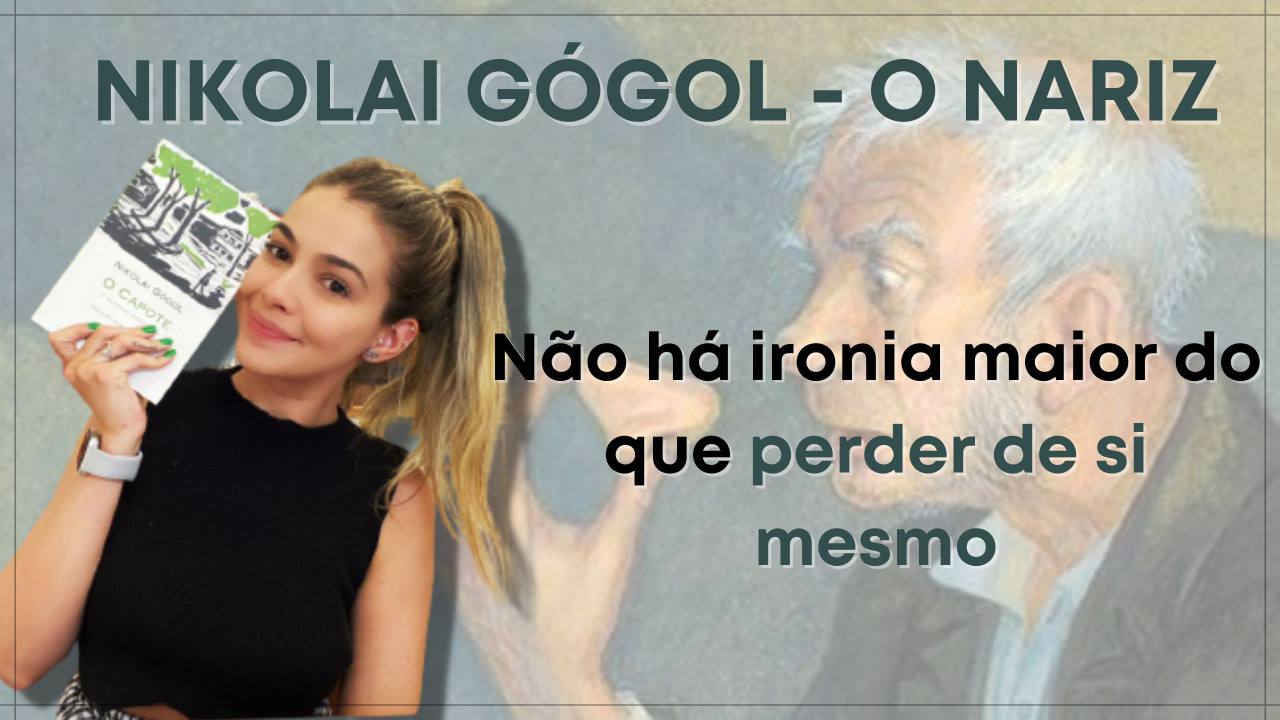 NIKOLAI GÓGOL - O NARIZ
NIKOLAI GÓGOL
O CAPOTE
Não há ironia maior do
que perder de si
mesmo